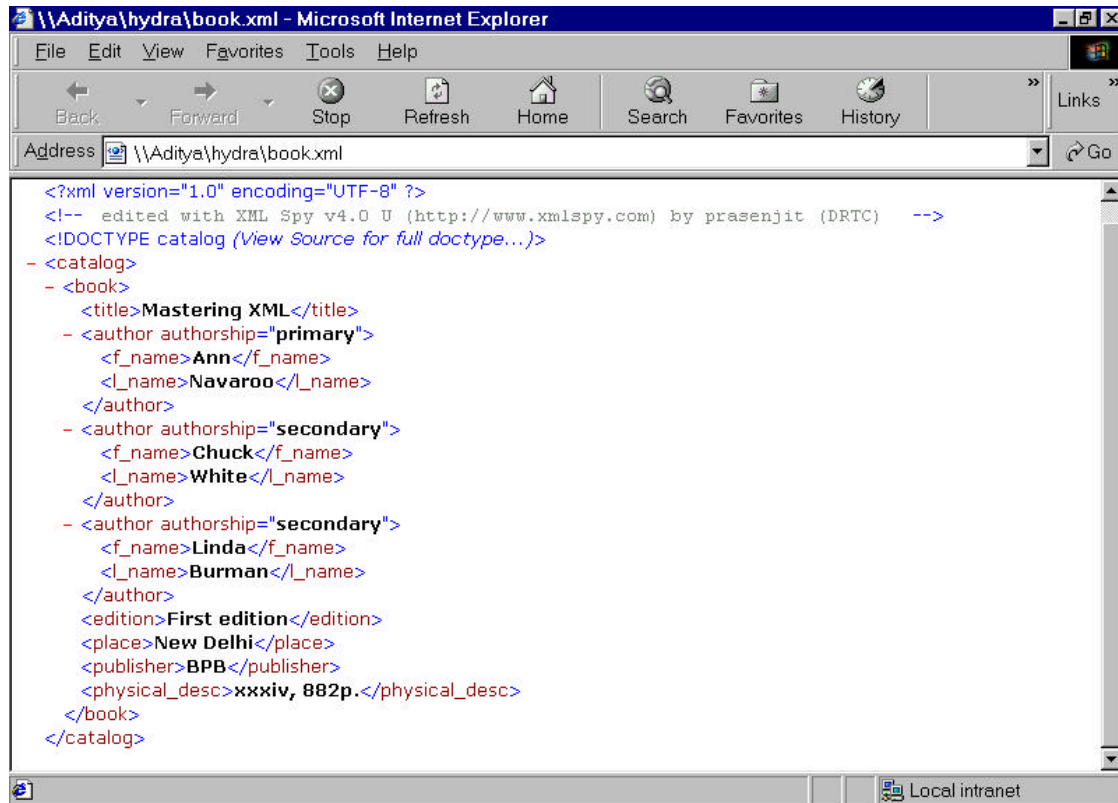 \\Aditya\hydra\book.xml - Microsoft Internet Explorer
File Edit View Favorites Tools Help
Back Forward Stop Refresh Home Search Favorites History » Links »
Address \\Aditya\hydra\book.xml Go
<?xml version="1.0" encoding="UTF-8" ?>
<!-- edited with XML Spy v4.0 U (http://www.xmlspy.com) by prasenjit (DRTC) -->
<!DOCTYPE catalog (View Source for full doctype...)>
- <catalog>
- <book>
<title>Mastering XML</title>
- <author authorship="primary">
<f_name>Ann</f_name>
<l_name>Navaroo</l_name>
</author>
- <author authorship="secondary">
<f_name>Chuck</f_name>
<l_name>White</l_name>
</author>
- <author authorship="secondary">
<f_name>Linda</f_name>
<l_name>Burman</l_name>
</author>
<edition>First edition</edition>
<place>New Delhi</place>
<publisher>BPB</publisher>
<physical_desc>xxxiv, 882p.</physical_desc>
</book>
</catalog>
Local intranet